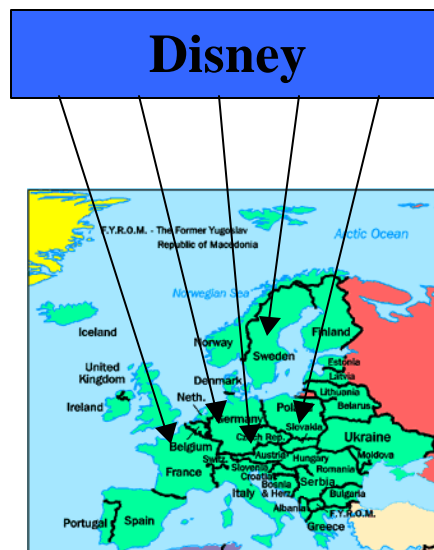 Disney
F.Y.R.O.M. - The Former Yugoslav
Republic of Macedonia
Arctic Ocean
Norwegian Sea
Iceland
Norway
Finland
Sweden
Estonia
Latvia
United
Kingdom
Denmark
Lithuania
Neth.
Ireland
Belarus
Germany
Slovakia
Czech Rep.
Ukraine
Belgium
Austria
Hungary
Moldova
France
Slovenia
Romania
Croatia
Bosnia
& Herz.
Serbia
Italy
Bulgaria
Albania
F.Y.R.O.M.
Portugal
Spain
Greece